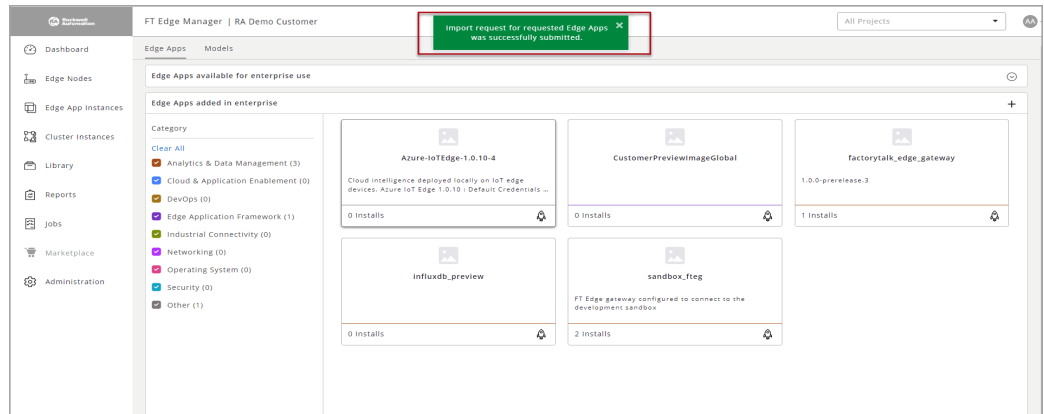 Rockwell
Automation
FT Edge Manager | RA Demo Customer
Import request for requested Edge Apps
was successfully submitted.
All Projects
AA
Dashboard
Edge Nodes
Edge App Instances
Cluster Instances
Library
Reports
Jobs
Marketplace
Administration
Edge Apps
Models
Edge Apps available for enterprise use
Edge Apps added in enterprise
Category
Clear All
Analytics & Data Management (3)
Cloud & Application Enablement (0)
DevOps (0)
Edge Application Framework (1)
Industrial Connectivity (0)
Networking (0)
Operating System (0)
Security (0)
Other (1)
Azure-IoTEdge-1.0.10-4
Cloud intelligence deployed locally on IoT edge
devices. Azure IoT Edge 1.0.10 : Default Credentials ...
0 Installs
CustomerPreviewImageGlobal
0 Installs
factorytalk_edge_gateway
1.0.0-prerelease.3
1 Installs
influxdb_preview
0 Installs
sandbox_fteg
FT Edge gateway configured to connect to the
development sandbox
2 Installs